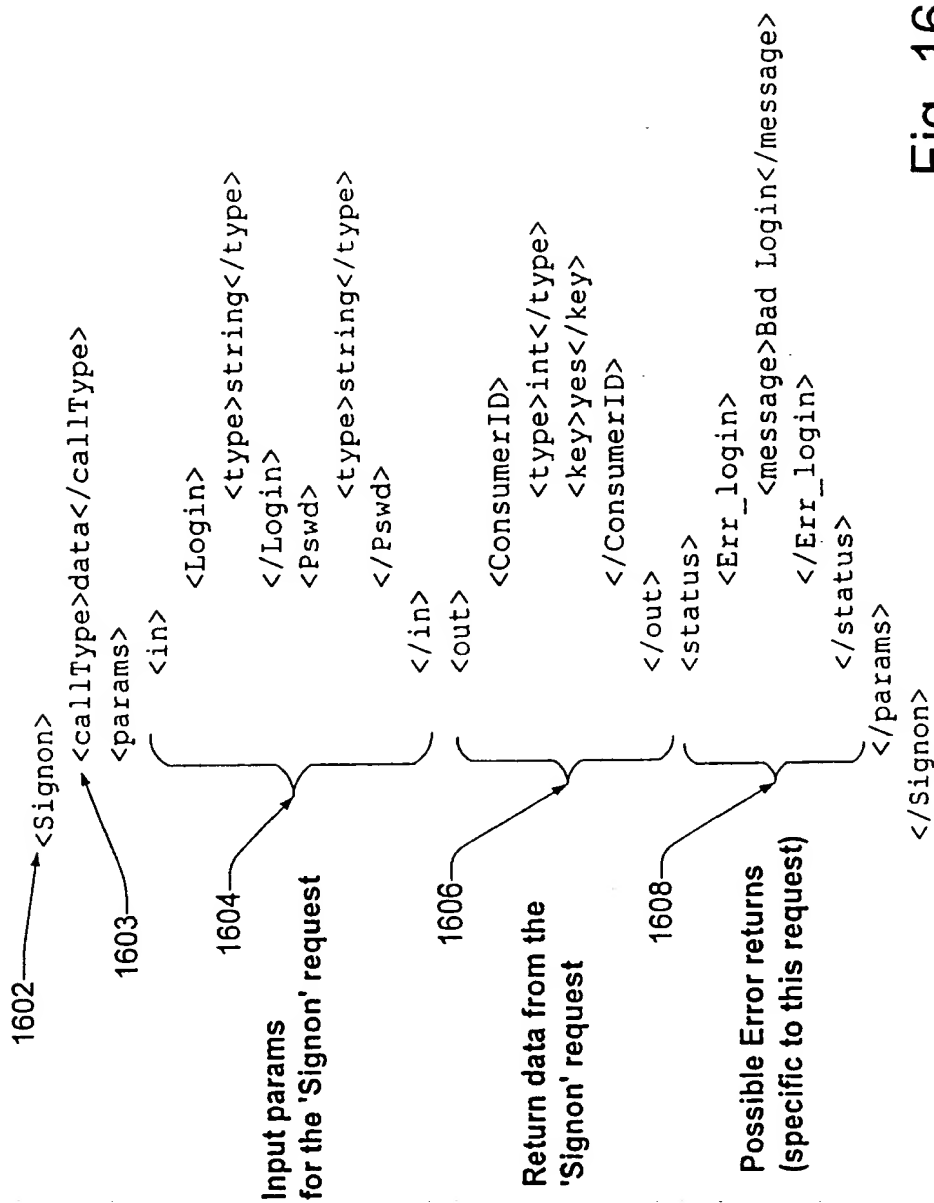 1602
<Signon>
1603
<callType>data</callType>
<params>
<in>
1604
Input params
for the 'Signon' request
<Login>
<type>string</type>
</Login>
<Pswd>
<type>string</type>
</Pswd>
</in>
<out>
1606
Return data from the
'Signon' request
<ConsumerID>
<type>int</type>
<key>yes</key>
</ConsumerID>
</out>
<status>
1608
Possible Error returns
(specific to this request)
<Err_login>
<message>Bad Login</message>
</Err_login>
</status>
</params>
</Signon>
Fig. 16